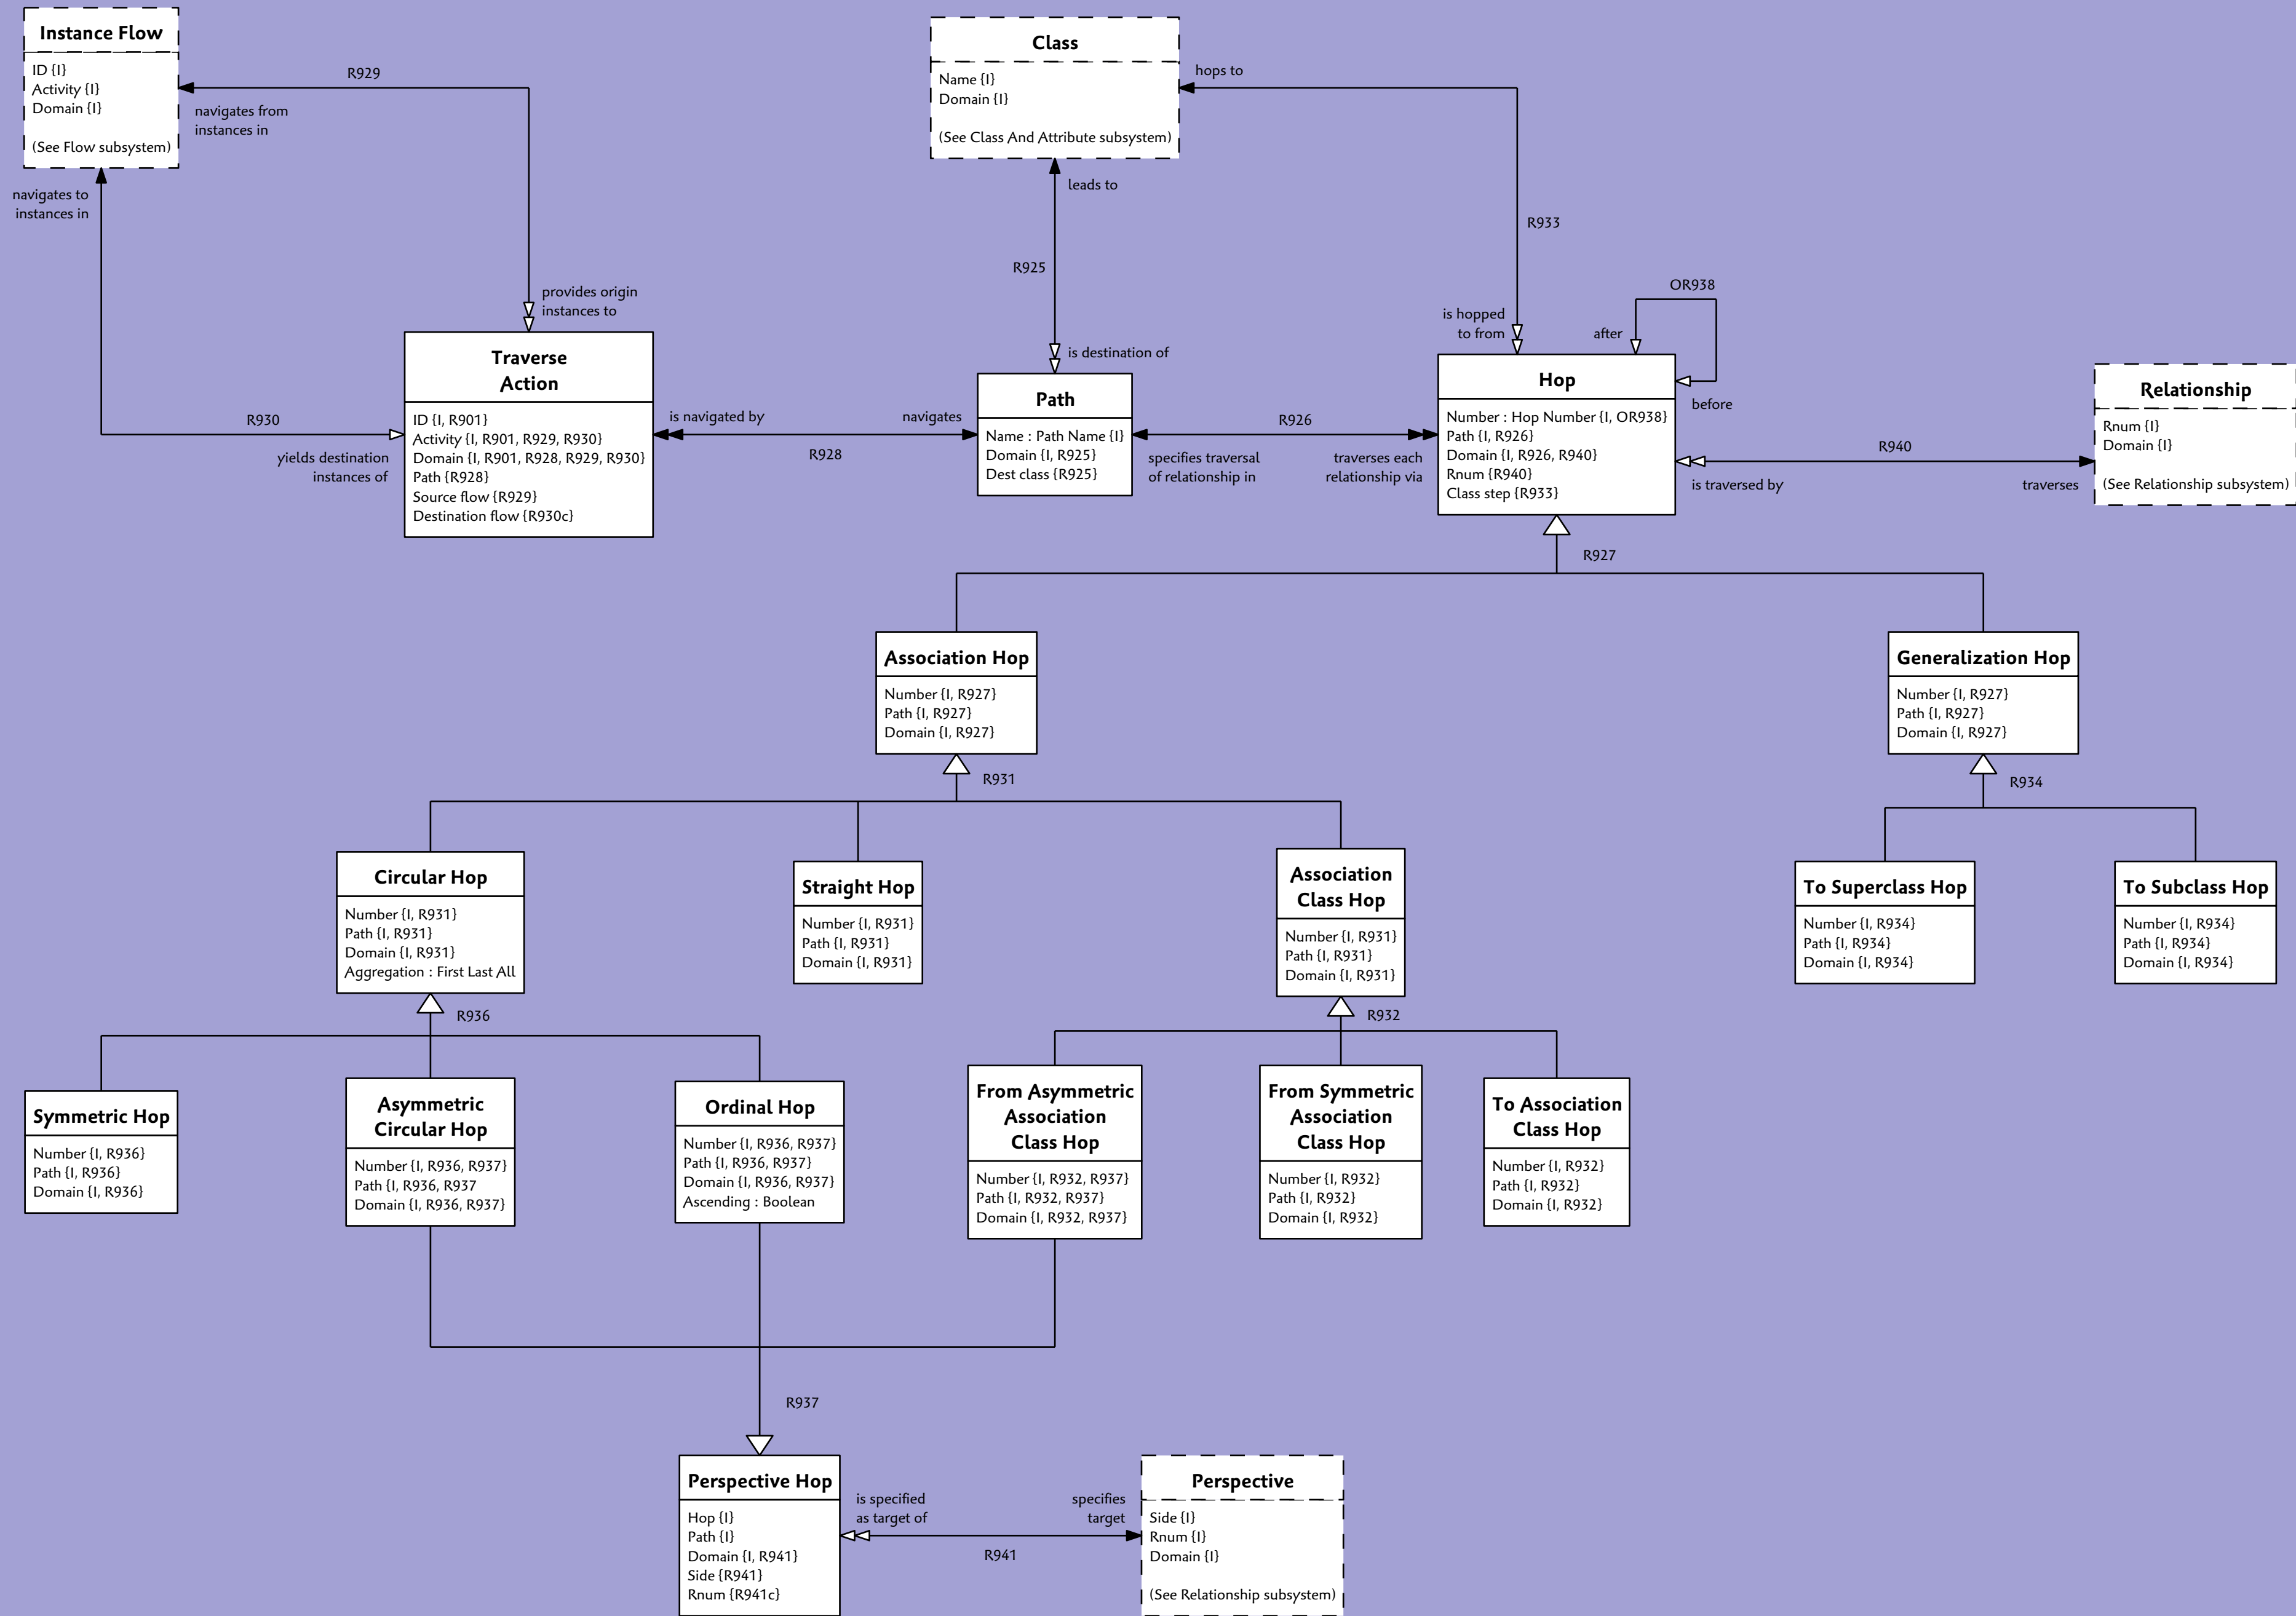 Instance Flow
ID {I}
Activity {I}
Domain {I}
(See Flow subsystem)
R929
navigates from
instances in
navigates to
instances in
provides origin
instances to
R930
yields destination
instances of
Class
Name {I}
Domain {I}
(See Class And Attribute subsystem)
hops to
leads to
R925
is destination of
R933
is hopped
to from
OR938
after
before
Traverse
Action
ID {I, R901}
Activity {I, R901, R929, R930}
Domain {I, R901, R928, R929, R930}
Path {R928}
Source flow {R929}
Destination flow {R930c}
is navigated by
navigates
R928
Path
Name : Path Name {I}
Domain {I, R925}
Dest class {R925}
R926
specifies traversal
of relationship in
traverses each
relationship via
Hop
Number : Hop Number {I, OR938}
Path {I, R926}
Domain {I, R926, R940}
Rnum {R940}
Class step {R933}
R940
is traversed by
traverses
Relationship
Rnum {I}
Domain {I}
(See Relationship subsystem)
R927
Association Hop
Number {I, R927}
Path {I, R927}
Domain {I, R927}
Generalization Hop
Number {I, R927}
Path {I, R927}
Domain {I, R927}
R931
R934
Circular Hop
Number {I, R931}
Path {I, R931}
Domain {I, R931}
Aggregation : First Last All
Straight Hop
Number {I, R931}
Path {I, R931}
Domain {I, R931}
Association
Class Hop
Number {I, R931}
Path {I, R931}
Domain {I, R931}
To Superclass Hop
Number {I, R934}
Path {I, R934}
Domain {I, R934}
To Subclass Hop
Number {I, R934}
Path {I, R934}
Domain {I, R934}
R936
R932
Symmetric Hop
Number {I, R936}
Path {I, R936}
Domain {I, R936}
Asymmetric
Circular Hop
Number {I, R936, R937}
Path {I, R936, R937
Domain {I, R936, R937}
Ordinal Hop
Number {I, R936, R937}
Path {I, R936, R937}
Domain {I, R936, R937}
Ascending : Boolean
From Asymmetric
Association
Class Hop
Number {I, R932, R937}
Path {I, R932, R937}
Domain {I, R932, R937}
From Symmetric
Association
Class Hop
Number {I, R932}
Path {I, R932}
Domain {I, R932}
To Association
Class Hop
Number {I, R932}
Path {I, R932}
Domain {I, R932}
R937
Perspective Hop
Hop {I}
Path {I}
Domain {I, R941}
Side {R941}
Rnum {R941c}
is specified
as target of
specifies
target
R941
Perspective
Side {I}
Rnum {I}
Domain {I}
(See Relationship subsystem)